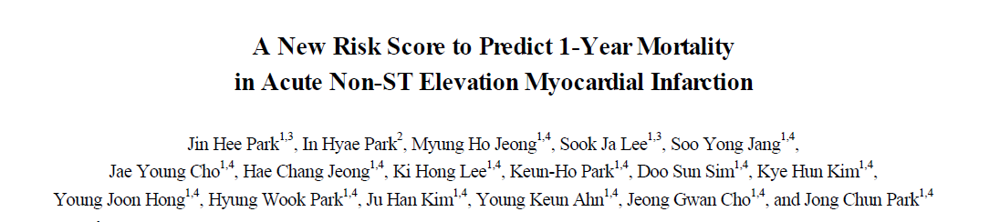 A New Risk Score to Predict 1-Year Mortality
in Acute Non-ST Elevation Myocardial Infarction
Jin Hee Park1,3, In Hyae Park2, Myung Ho Jeong1,4, Sook Ja Lee1,3, Soo Yong Jang1,4,
Jae Young Cho1,4, Hae Chang Jeong1,4, Ki Hong Lee1,4, Keun-Ho Park1,4, Doo Sun Sim1,4, Kye Hun Kim1,4,
Young Joon Hong1,4, Hyung Wook Park1,4, Ju Han Kim1,4, Young Keun Ahn1,4, Jeong Gwan Cho1,4, and Jong Chun Park1,4